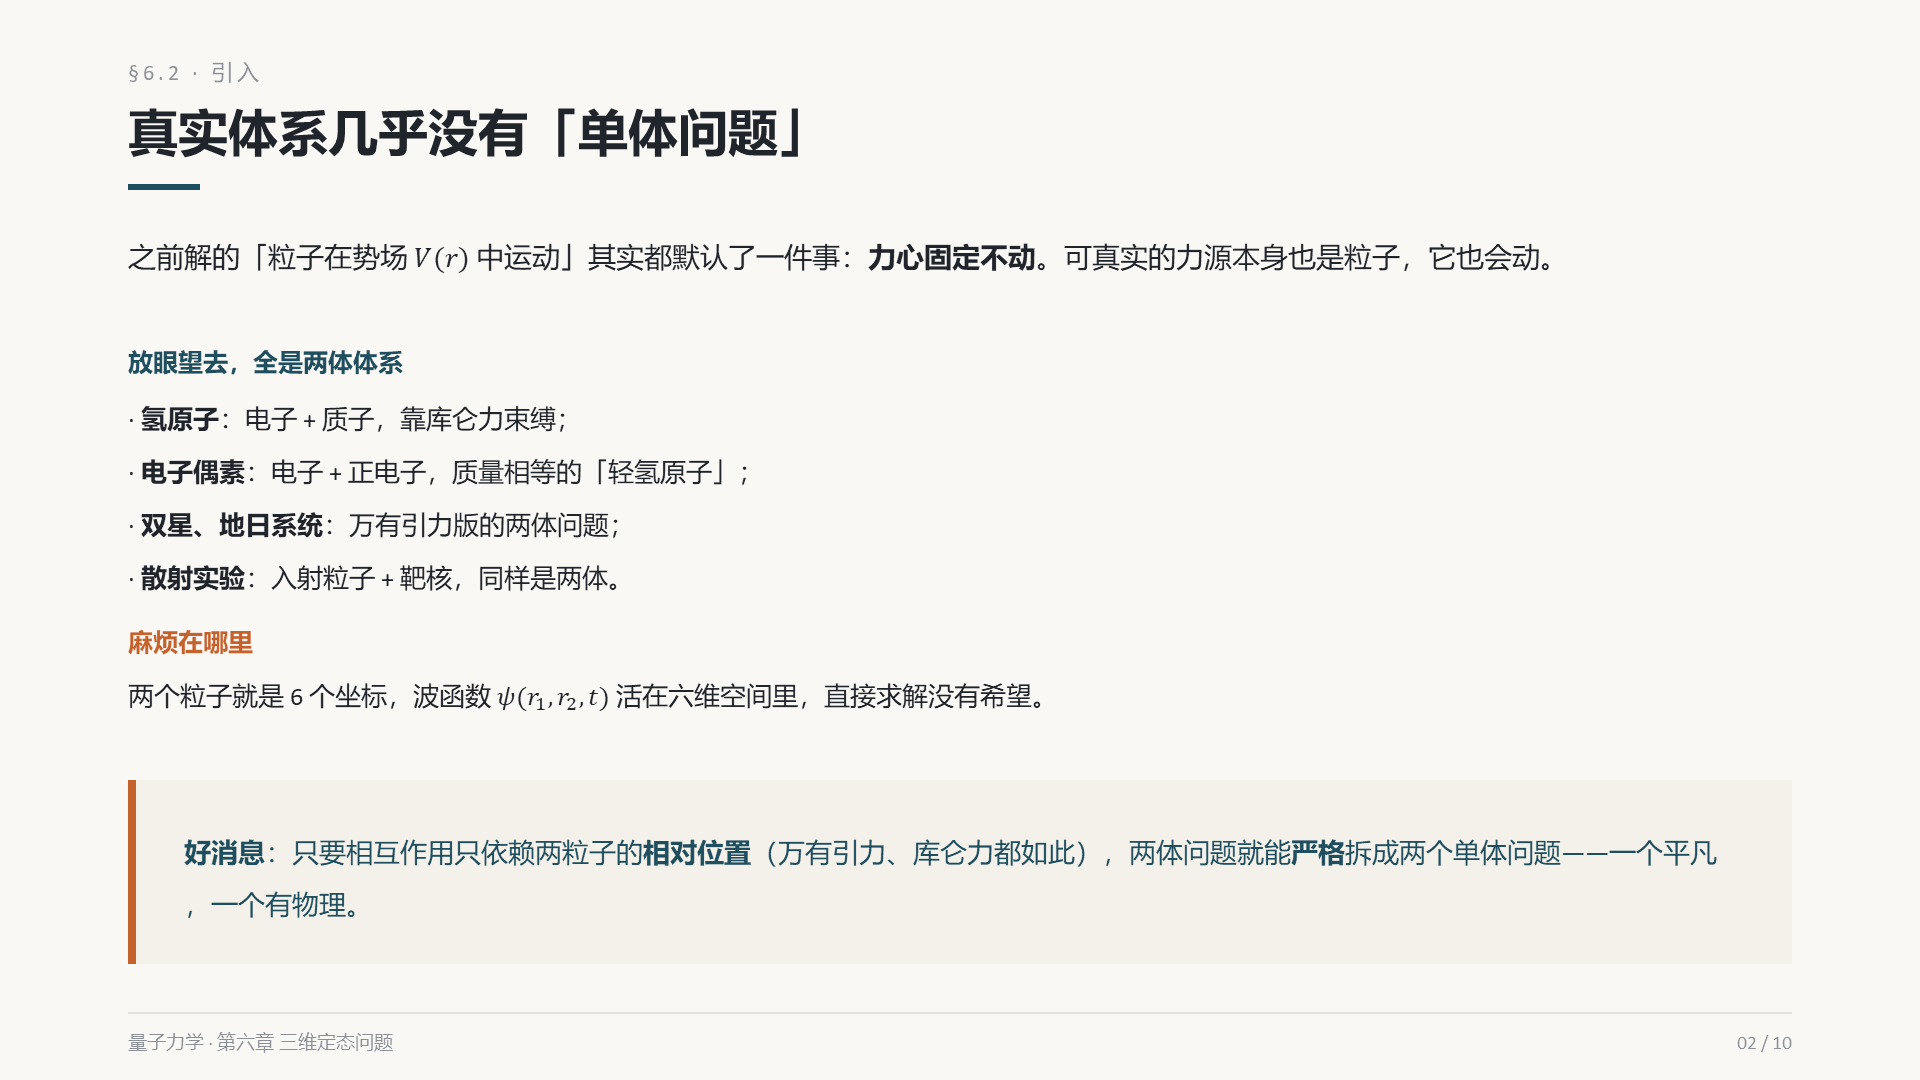 §6.2 · 引入
真实体系几乎没有「单体问题」
之前解的「粒子在势场 V(r) 中运动」其实都默认了一件事：力心固定不动。可真实的力源本身也是粒子，它也会动。
放眼望去，全是两体体系
· 氢原子：电子 + 质子，靠库仑力束缚；
· 电子偶素：电子 + 正电子，质量相等的「轻氢原子」；
· 双星、地日系统：万有引力版的两体问题；
· 散射实验：入射粒子 + 靶核，同样是两体。
麻烦在哪里
两个粒子就是 6 个坐标，波函数 ψ(r₁, r₂, t) 活在六维空间里，直接求解没有希望。
好消息：只要相互作用只依赖两粒子的相对位置（万有引力、库仑力都如此），两体问题就能严格拆成两个单体问题——一个平凡
，一个有物理。
量子力学 · 第六章 三维定态问题
02 / 10